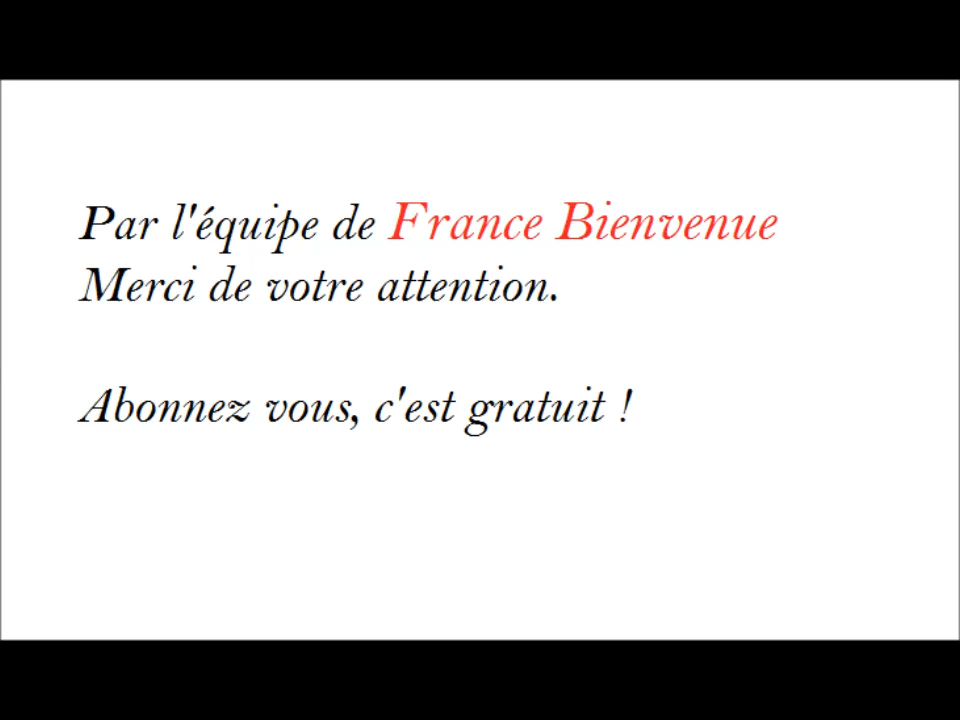 Par l'équipe de France Bienvenue
Merci de votre attention.
Abonnez vous, c'est gratuit !